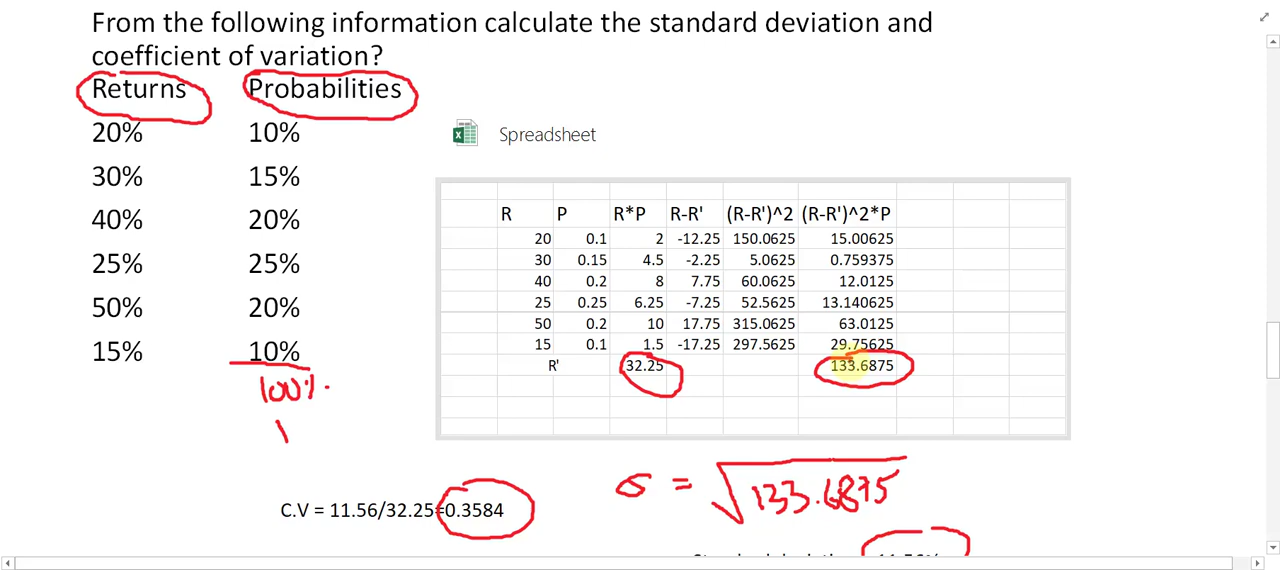 From the following information calculate the standard deviation and
coefficient of variation?
Returns Probabilities
20% 10%
30% 15%
40% 20%
25% 25%
50% 20%
15% 10%
100%
1
Spreadsheet
R P R*P R-R' (R-R')^2 (R-R')^2*P
20 0.1 2 -12.25 150.0625 15.00625
30 0.15 4.5 -2.25 5.0625 0.759375
40 0.2 8 7.75 60.0625 12.0125
25 0.25 6.25 -7.25 52.5625 13.140625
50 0.2 10 17.75 315.0625 63.0125
15 0.1 1.5 -17.25 297.5625 29.75625
R' 32.25 133.6875
σ = √133.6875
C.V = 11.56/32.25=0.3584